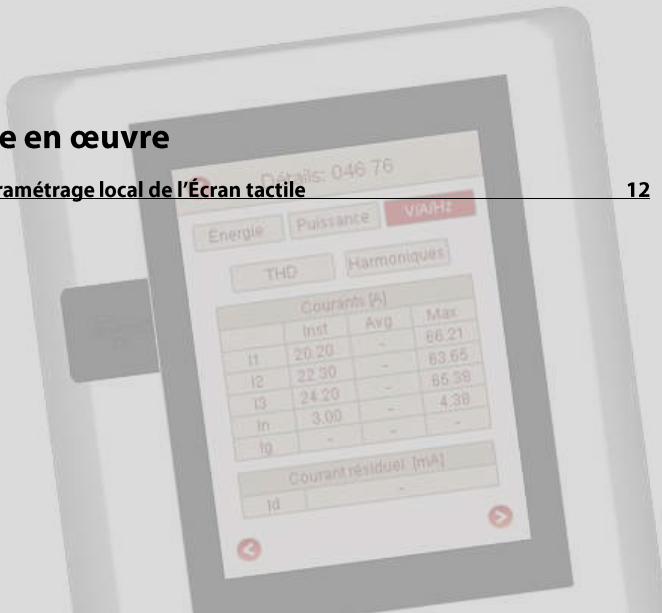 e en œuvre
Détails: 046 76
ramétrage local de l'Écran tactile 12
Energie Puissance V/A/Hz
THD Harmoniques
Courants [A]
Inst Avg Max
I1 20.20 - 66.21
I2 22.30 - 63.65
I3 24.20 - 65.38
In 3.00 - 4.38
Ig - - -
Courant résiduel [mA]
Id -